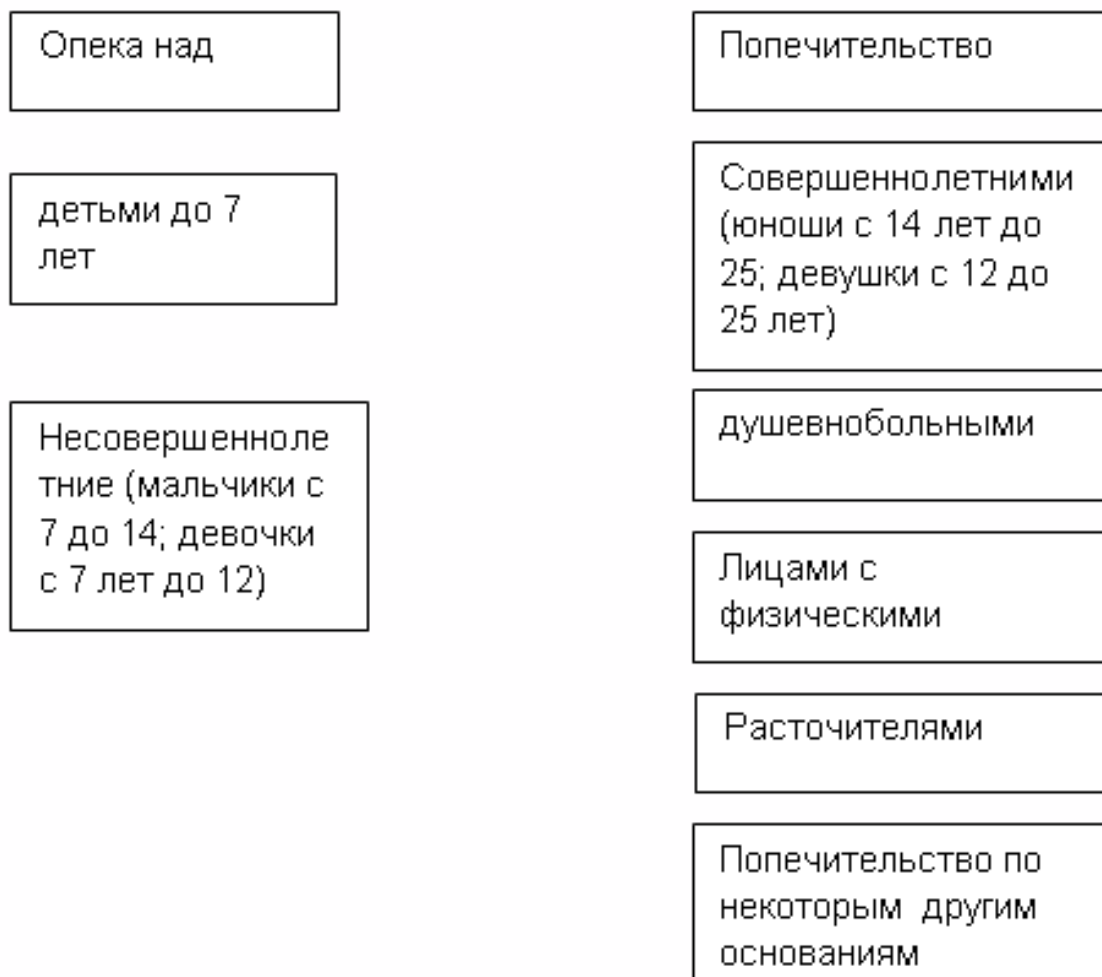 Опека над
детьми до 7
лет
Несовершенноле
тние (мальчики с
7 до 14; девочки
с 7 лет до 12)
Попечительство
Совершеннолетними
(юноши с 14 лет до
25; девушки с 12 до
25 лет)
душевнобольными
Лицами с
физическими
Расточителями
Попечительство по
некоторым другим
основаниям